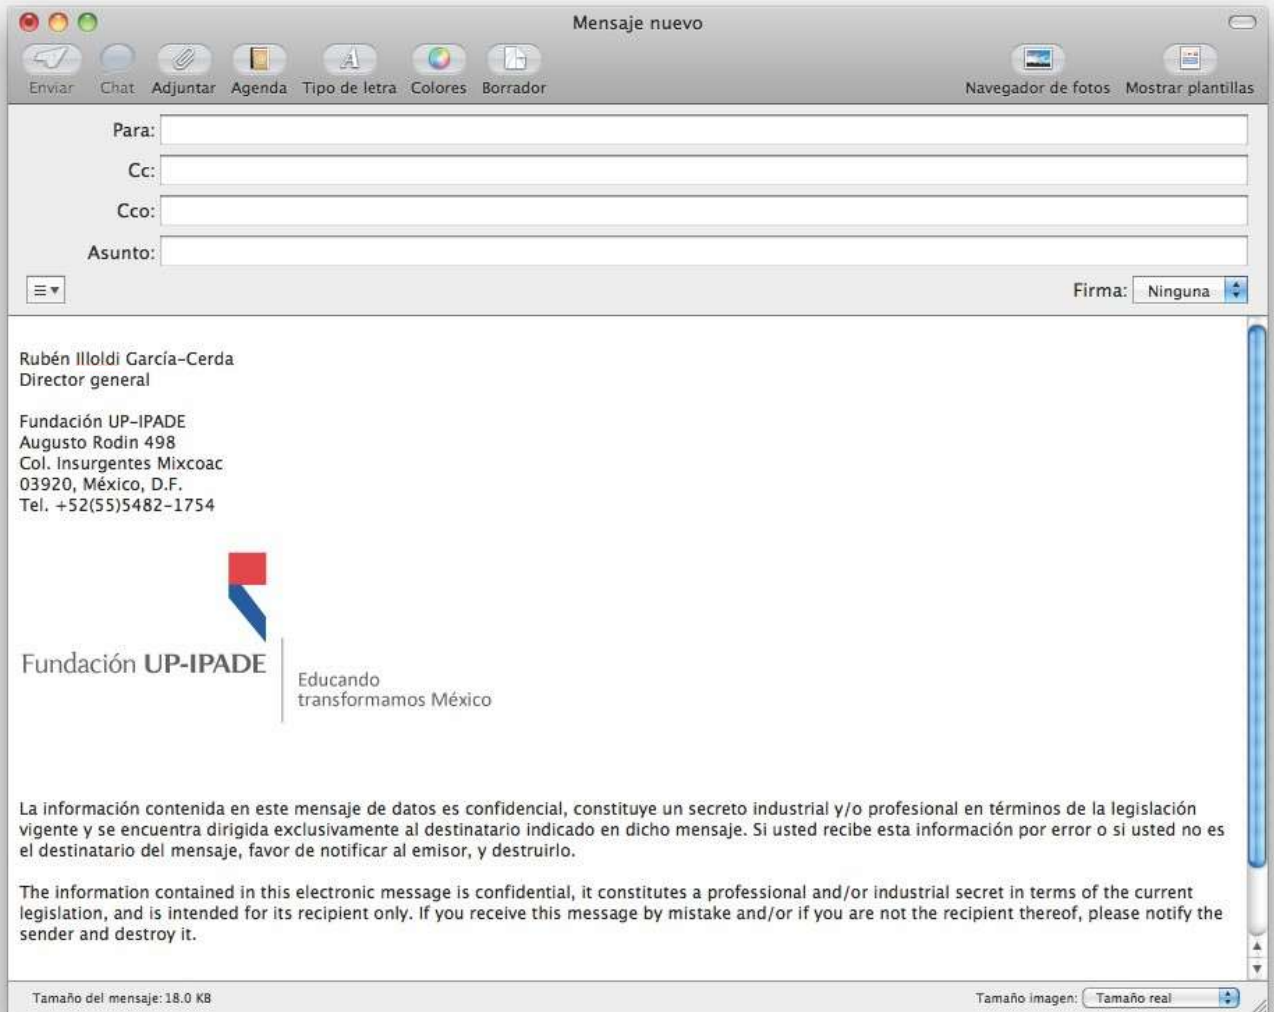 Mensaje nuevo
Enviar Chat Adjuntar Agenda Tipo de letra Colores Borrador Navegador de fotos Mostrar plantillas
Para:
Cc:
Cco:
Asunto:
Firma: Ninguna
Rubén Illoldi García-Cerda
Director general
Fundación UP-IPADE
Augusto Rodin 498
Col. Insurgentes Mixcoac
03920, México, D.F.
Tel. +52(55)5482-1754
Fundación UP-IPADE
Educando
transformamos México
La información contenida en este mensaje de datos es confidencial, constituye un secreto industrial y/o profesional en términos de la legislación
vigente y se encuentra dirigida exclusivamente al destinatario indicado en dicho mensaje. Si usted recibe esta información por error o si usted no es
el destinatario del mensaje, favor de notificar al emisor, y destruirlo.
The information contained in this electronic message is confidential, it constitutes a professional and/or industrial secret in terms of the current
legislation, and is intended for its recipient only. If you receive this message by mistake and/or if you are not the recipient thereof, please notify the
sender and destroy it.
Tamaño del mensaje: 18.0 KB Tamaño imagen: Tamaño real